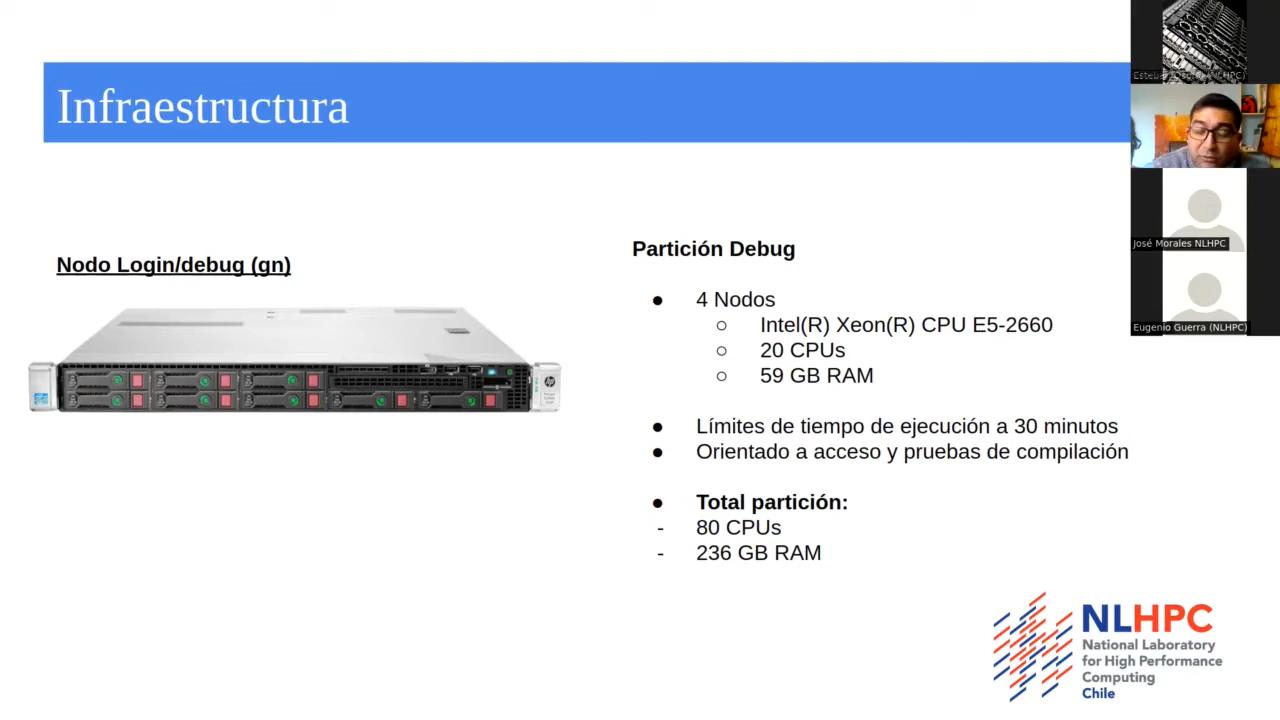 Infraestructura
Nodo Login/debug (gn)
Partición Debug
● 4 Nodos
○ Intel(R) Xeon(R) CPU E5-2660
○ 20 CPUs
○ 59 GB RAM
● Límites de tiempo de ejecución a 30 minutos
● Orientado a acceso y pruebas de compilación
● Total partición:
- 80 CPUs
- 236 GB RAM
NLHPC
National Laboratory
for High Performance
Computing
Chile
(NLHPC)
José Morales NLHPC
Eugenio Guerra (NLHPC)